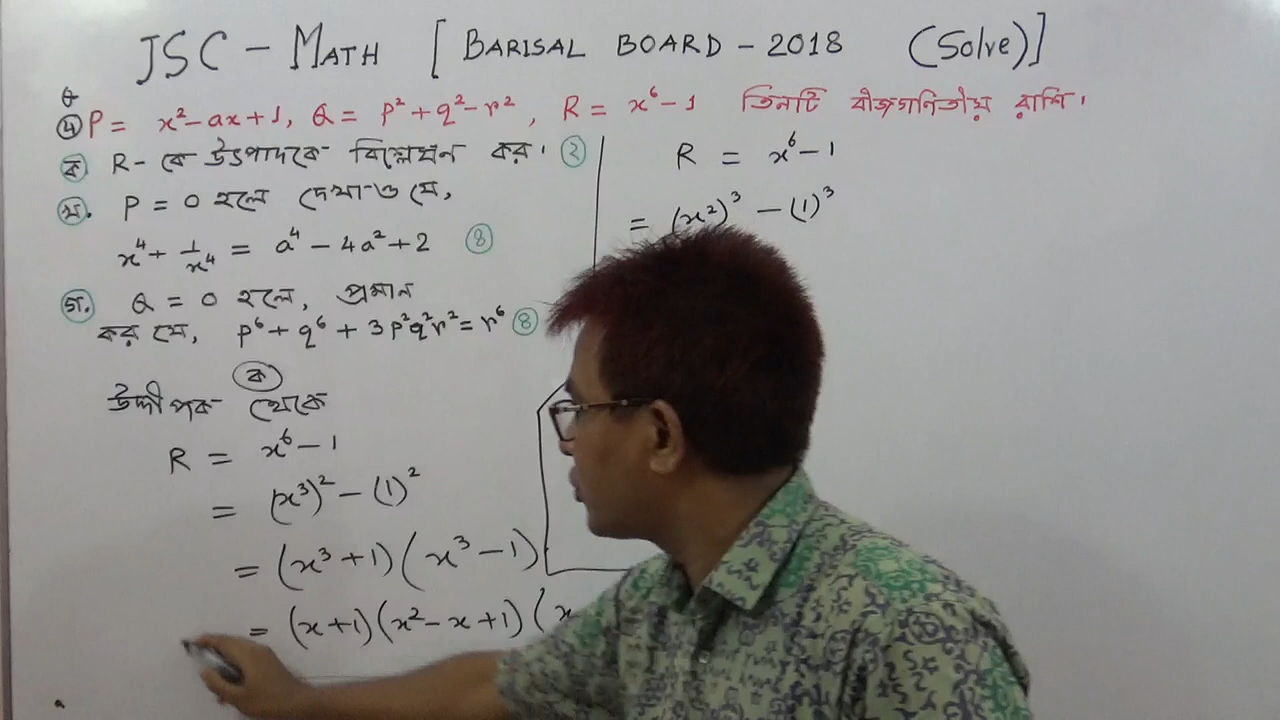 JSC - MATH [ BARISAL BOARD - 2018 (Solve) ]
④ P = x² - ax + 1, Q = p² + q² - r², R = x⁶ - 1 তিনটি বীজগণিতীয় রাশি।
ক. R - কে উৎপাদকে বিশ্লেষন কর। ২
খ. P = 0 হলে দেখাও যে,
x⁴ + 1/x⁴ = a⁴ - 4a² + 2 ৪
গ. Q = 0 হলে, প্রমান
কর যে, p⁶ + q⁶ + 3p²q²r² = r⁶ ৪
ক
উদ্দীপক থেকে
R = x⁶ - 1
= (x³)² - (1)²
= (x³ + 1)(x³ - 1)
= (x + 1)(x² - x + 1)(x
R = x⁶ - 1
= (x²)³ - (1)³